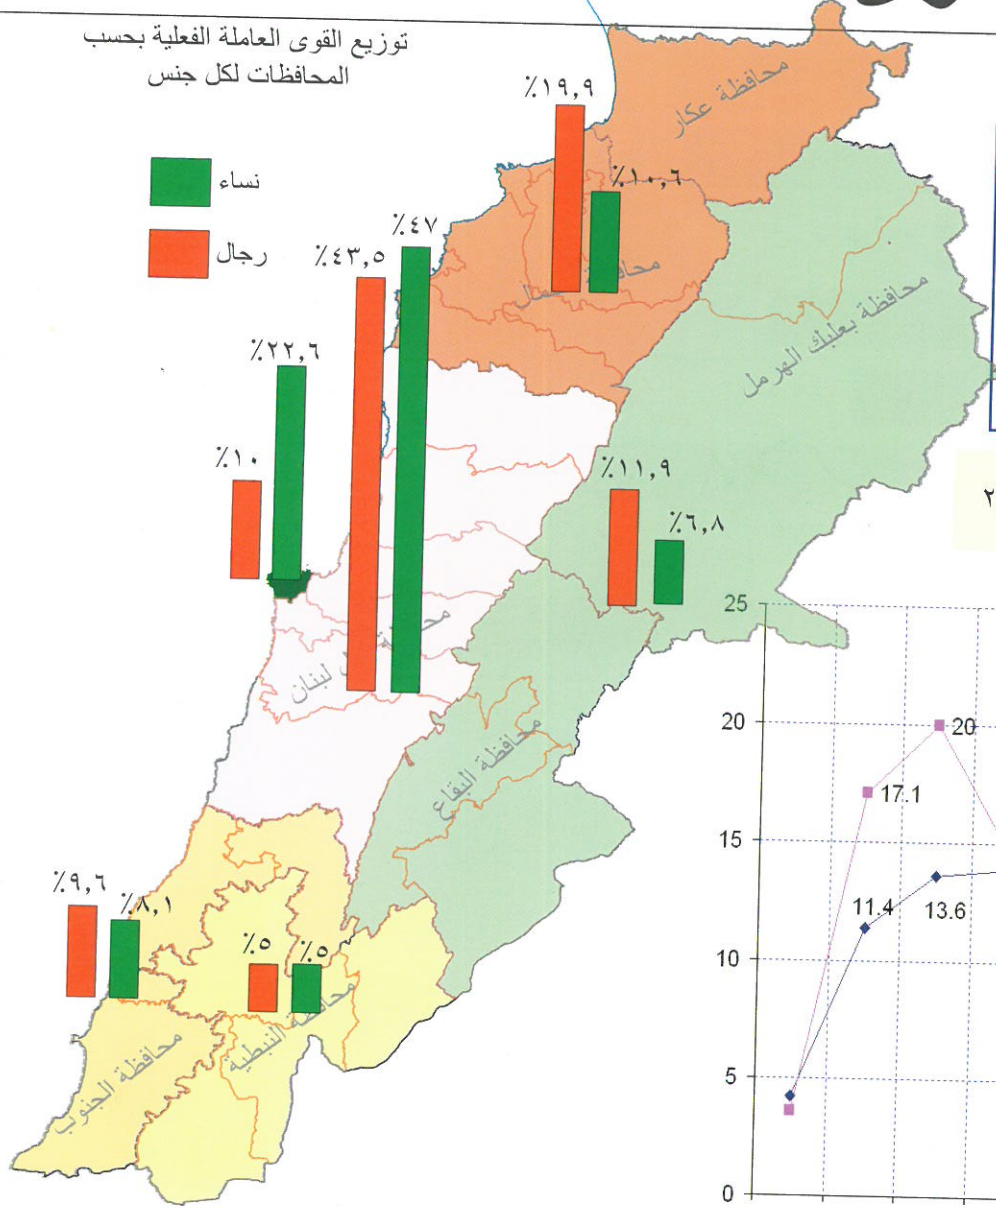 توزيع القوى العاملة الفعلية بحسب
المحافظات لكل جنس
نساء
رجال
٪١٩,٩
٪١٠,٦
محافظة عكار
٪٤٧
٪٤٣,٥
محافظة بعلبك الهرمل
٪٢٢,٦
٪١٠
٪١١,٩
٪٦,٨
لبنان
محافظة البقاع
٪٩,٦
٪٨,١
٪٥
٪٥
محافظة النبطية
محافظة الجنوب
٢
25
20
15
10
5
0
20
17.1
11.4
13.6